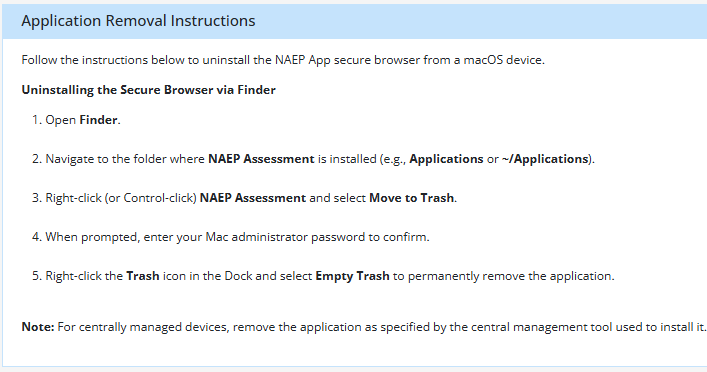 Application Removal Instructions
Follow the instructions below to uninstall the NAEP App secure browser from a macOS device.
Uninstalling the Secure Browser via Finder
1. Open Finder.
2. Navigate to the folder where NAEP Assessment is installed (e.g., Applications or ~/Applications).
3. Right-click (or Control-click) NAEP Assessment and select Move to Trash.
4. When prompted, enter your Mac administrator password to confirm.
5. Right-click the Trash icon in the Dock and select Empty Trash to permanently remove the application.
Note: For centrally managed devices, remove the application as specified by the central management tool used to install it.